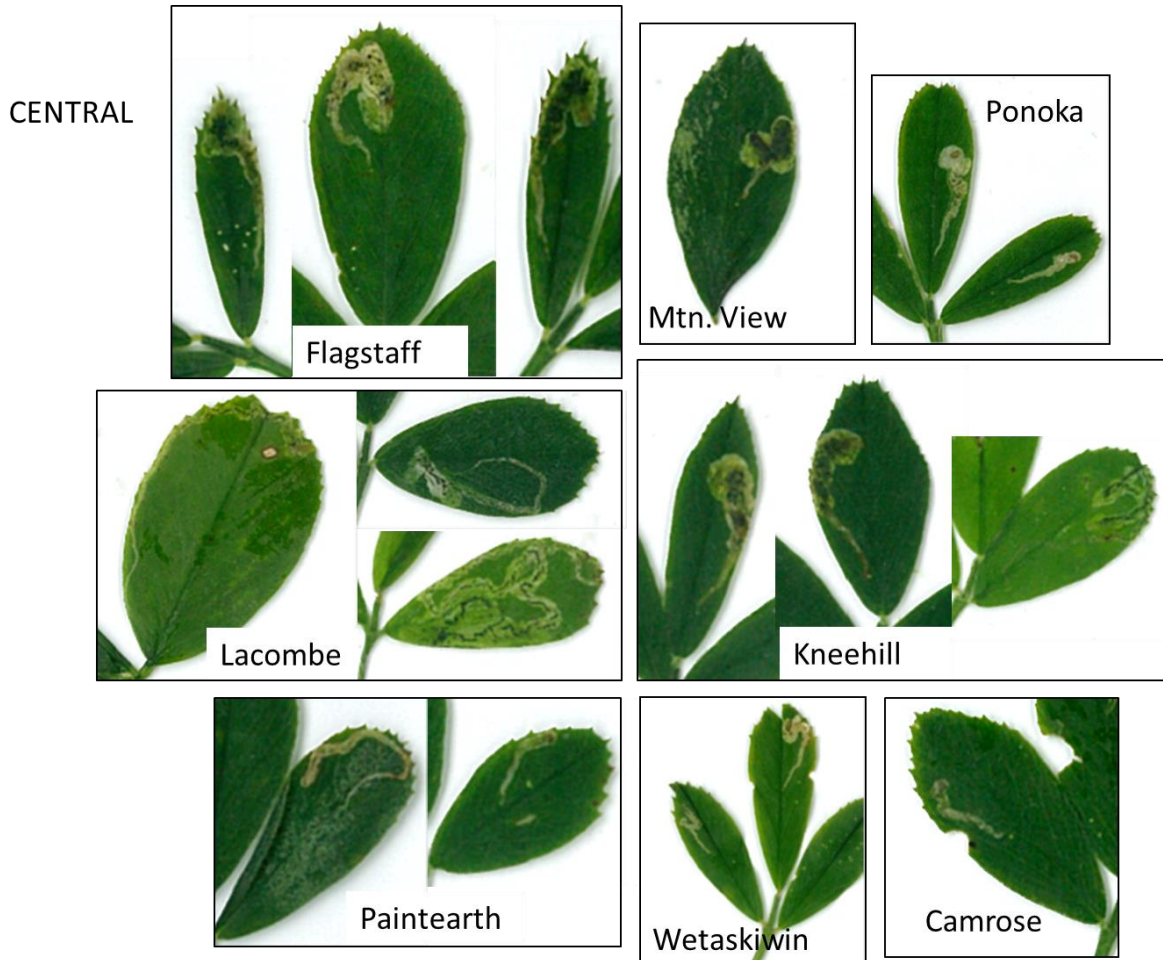 CENTRAL
Flagstaff
Mtn. View
Ponoka
Lacombe
Kneehill
Paintearth
Wetaskiwin
Camrose